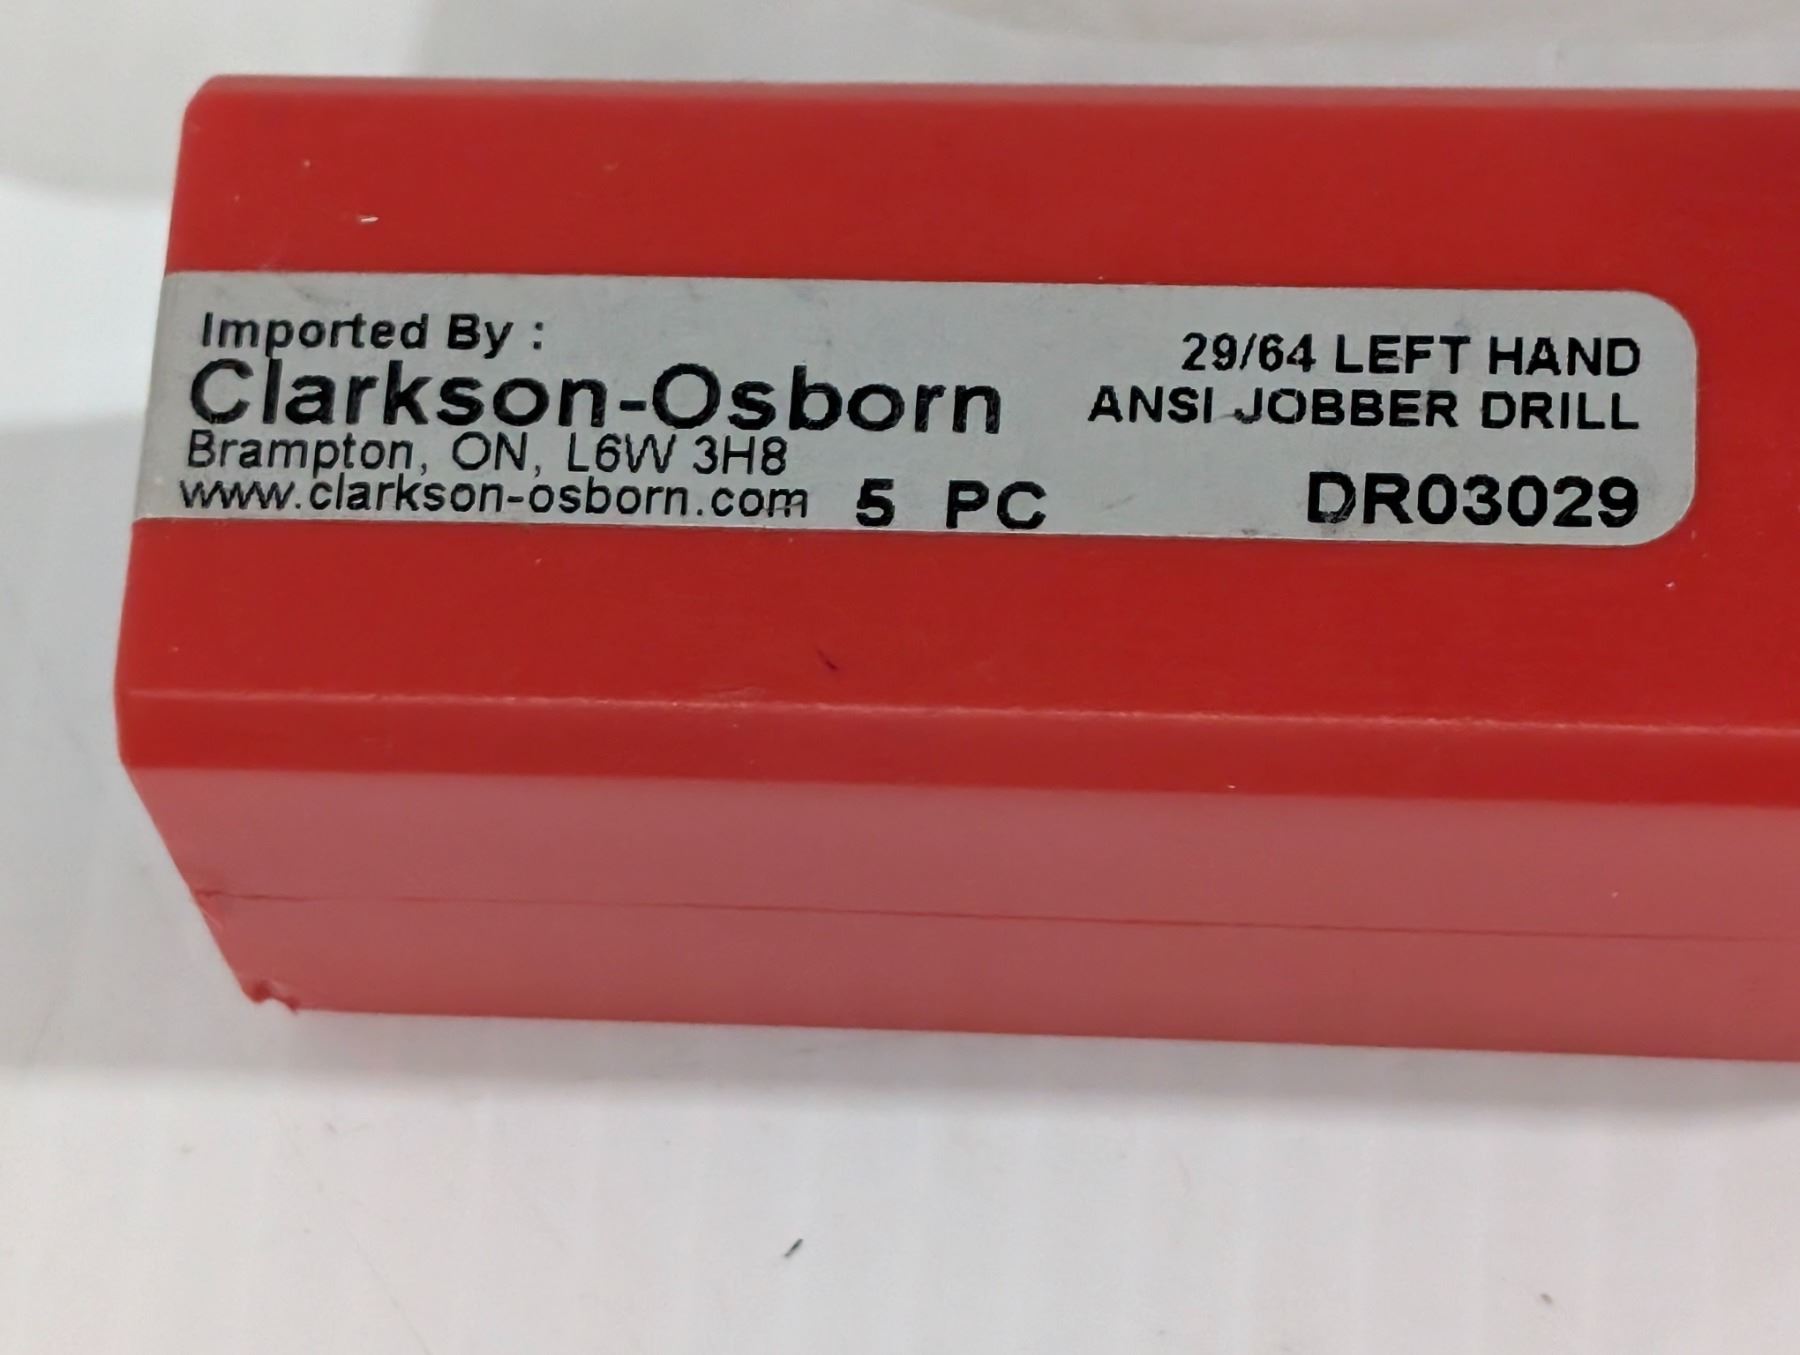 Imported By :
Clarkson-Osborn
Brampton, ON, L6W 3H8
www.clarkson-osborn.com
5 PC
29/64 LEFT HAND
ANSI JOBBER DRILL
DR03029